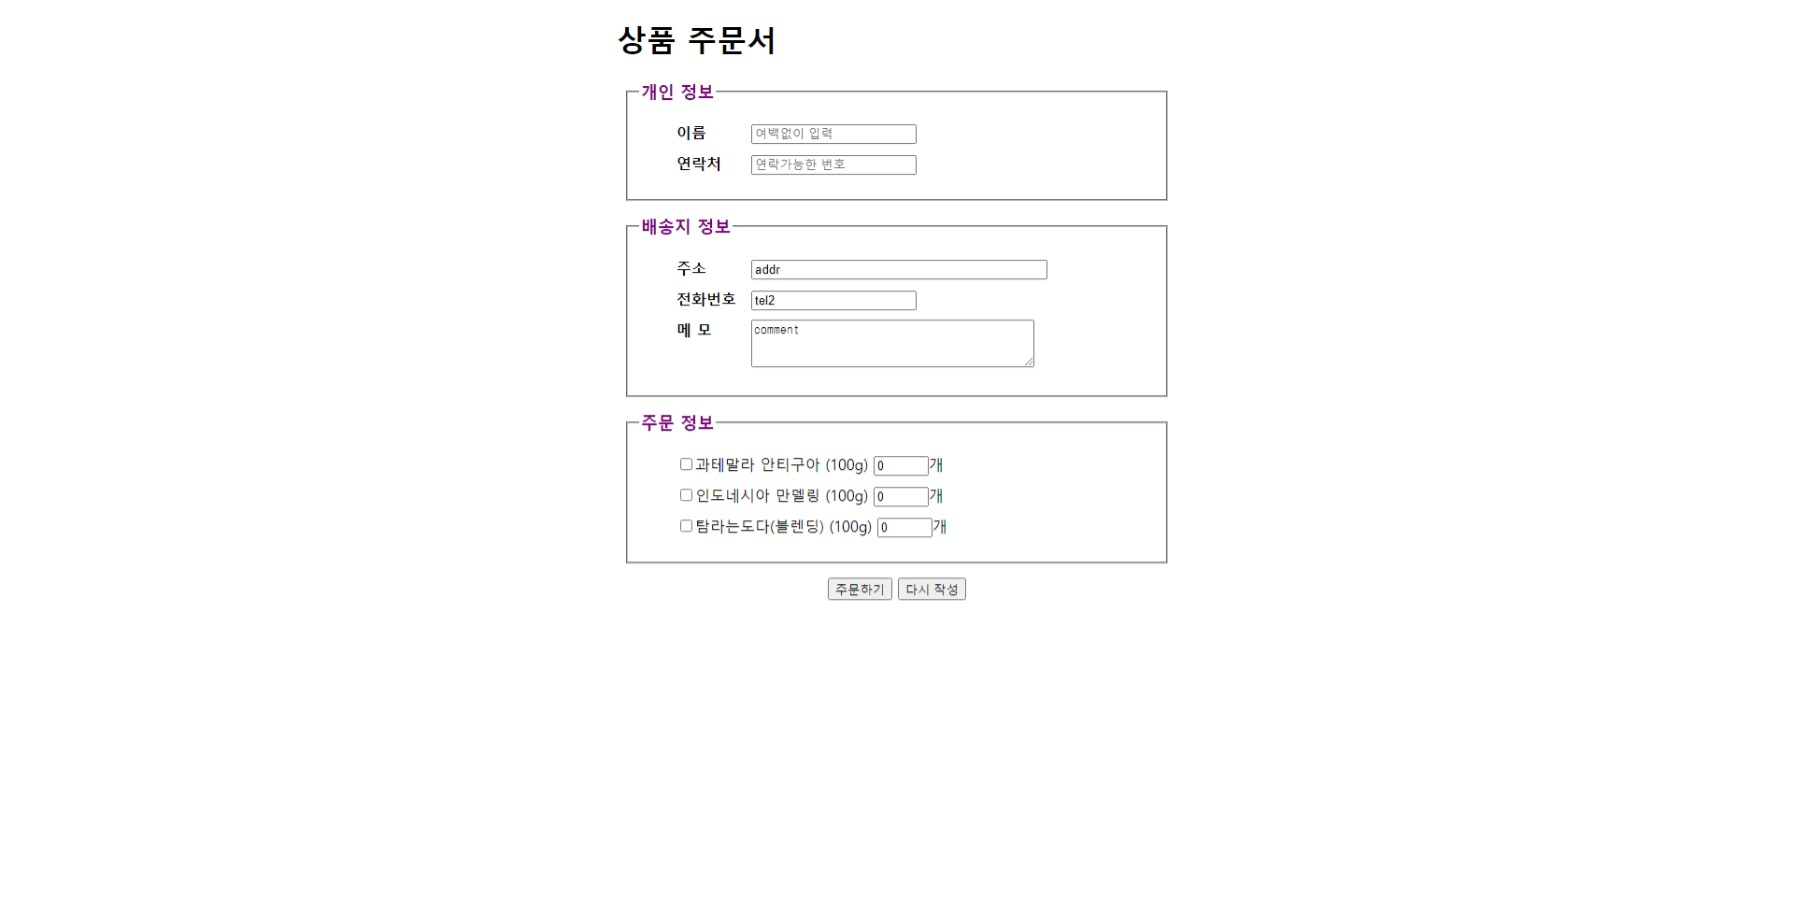 상품 주문서
개인 정보
이름 여백없이 입력
연락처 연락가능한 번호
배송지 정보
주소 addr
전화번호 tel2
메 모 comment
주문 정보
과테말라 안티구아 (100g) 0 개
인도네시아 만델링 (100g) 0 개
탐라는도다(블렌딩) (100g) 0 개
주문하기 다시 작성